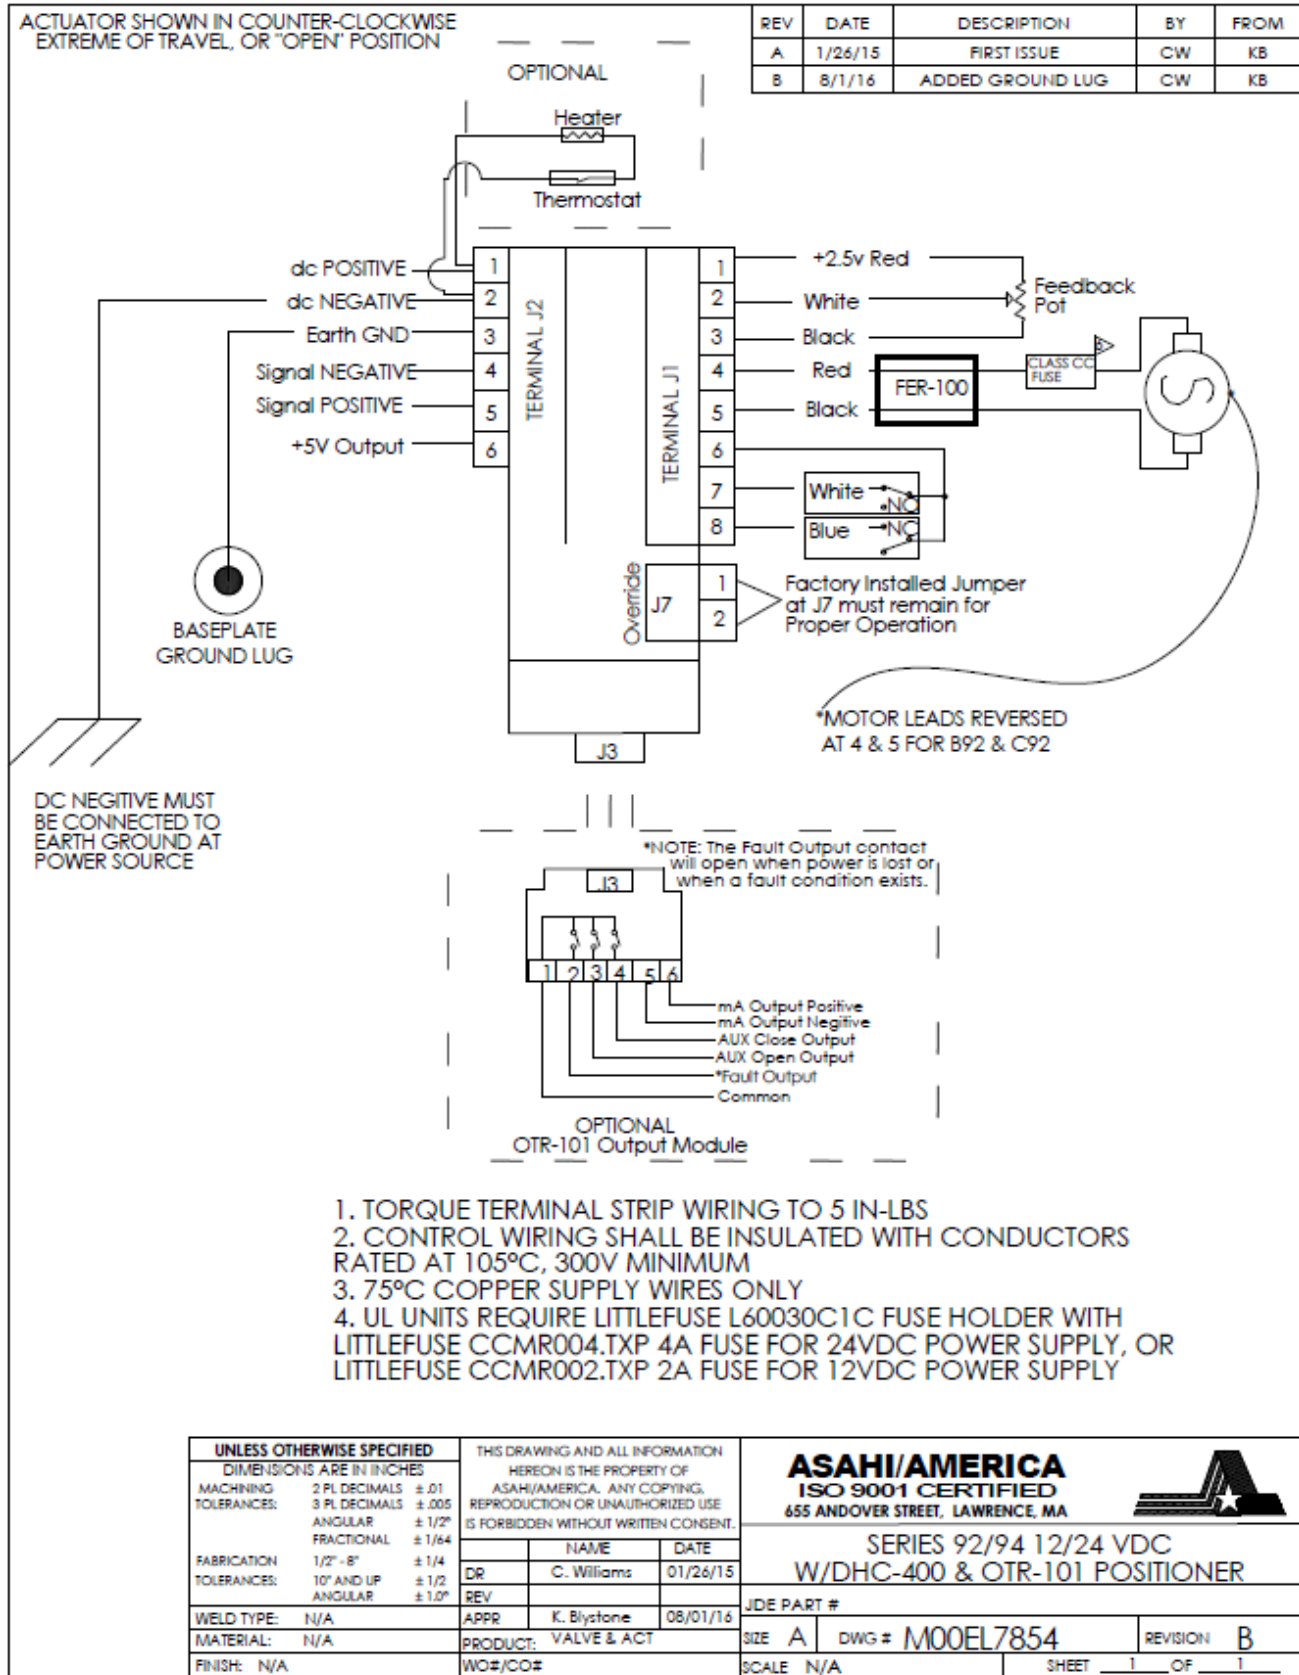 ACTUATOR SHOWN IN COUNTER-CLOCKWISE
EXTREME OF TRAVEL, OR "OPEN" POSITION
REV DATE DESCRIPTION BY FROM
A 1/26/15 FIRST ISSUE CW KB
B 8/1/16 ADDED GROUND LUG CW KB
OPTIONAL
Heater
Thermostat
dc POSITIVE
dc NEGATIVE
Earth GND
Signal NEGATIVE
Signal POSITIVE
+5V Output
1
2
3
4
5
6
TERMINAL J2
TERMINAL J1
1
2
3
4
5
6
7
8
+2.5v Red
White
Black
Red
Black
Feedback
Pot
FER-100
CLASS CC
FUSE
White
NO
Blue
NC
Override
J7
1
2
Factory Installed Jumper
at J7 must remain for
Proper Operation
BASEPLATE
GROUND LUG
*
*MOTOR LEADS REVERSED
AT 4 & 5 FOR B92 & C92
J3
DC NEGITIVE MUST
BE CONNECTED TO
EARTH GROUND AT
POWER SOURCE
*NOTE: The Fault Output contact
will open when power is lost or
when a fault condition exists.
J3
1 2 3 4 5 6
mA Output Positive
mA Output Negitive
AUX Close Output
AUX Open Output
*Fault Output
Common
OPTIONAL
OTR-101 Output Module
1. TORQUE TERMINAL STRIP WIRING TO 5 IN-LBS
2. CONTROL WIRING SHALL BE INSULATED WITH CONDUCTORS
RATED AT 105ºC, 300V MINIMUM
3. 75ºC COPPER SUPPLY WIRES ONLY
4. UL UNITS REQUIRE LITTLEFUSE L60030C1C FUSE HOLDER WITH
LITTLEFUSE CCMR004.TXP 4A FUSE FOR 24VDC POWER SUPPLY, OR
LITTLEFUSE CCMR002.TXP 2A FUSE FOR 12VDC POWER SUPPLY
UNLESS OTHERWISE SPECIFIED
DIMENSIONS ARE IN INCHES
MACHINING 2 PL DECIMALS ± .01
TOLERANCES: 3 PL DECIMALS ± .005
ANGULAR ± 1/2º
FRACTIONAL ± 1/64
FABRICATION 1/2" - 8" ± 1/4
TOLERANCES: 10" AND UP ± 1/2
ANGULAR ± 1.0º
WELD TYPE: N/A
MATERIAL: N/A
FINISH: N/A
THIS DRAWING AND ALL INFORMATION
HEREON IS THE PROPERTY OF
ASAHI/AMERICA. ANY COPYING,
REPRODUCTION OR UNAUTHORIZED USE
IS FORBIDDEN WITHOUT WRITTEN CONSENT.
NAME DATE
DR C. Williams 01/26/15
REV
APPR K. Blystone 08/01/16
PRODUCT: VALVE & ACT
WO#/CO#
ASAHI/AMERICA
ISO 9001 CERTIFIED
655 ANDOVER STREET, LAWRENCE, MA
SERIES 92/94 12/24 VDC
W/DHC-400 & OTR-101 POSITIONER
JDE PART #
SIZE A DWG # M00EL7854 REVISION B
SCALE N/A SHEET 1 OF 1